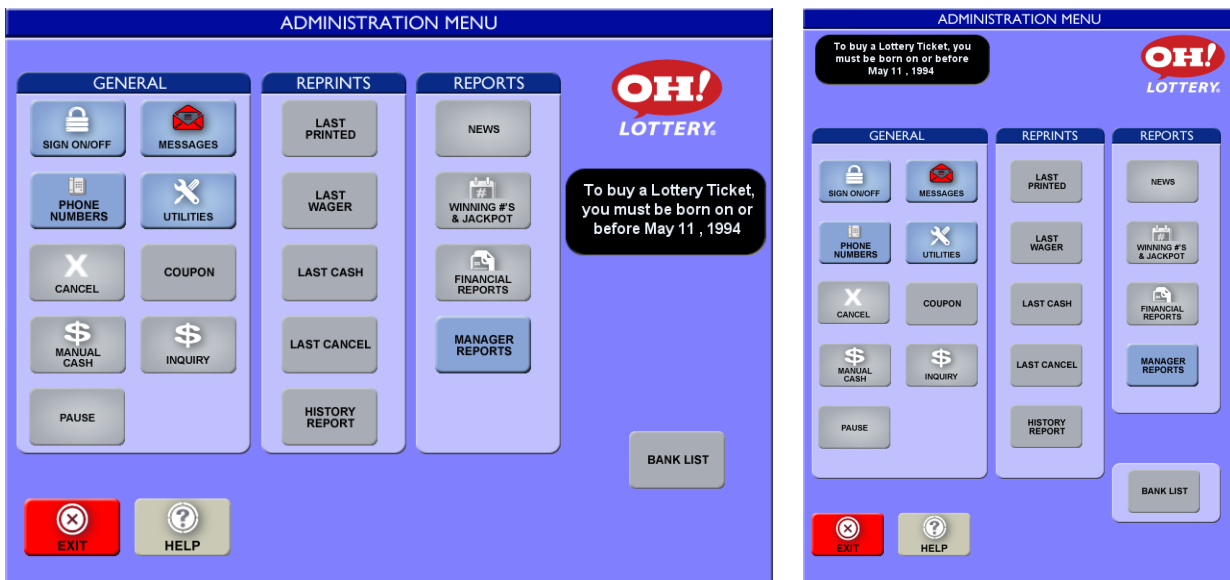 ADMINISTRATION MENU
GENERAL
SIGN ON/OFF
MESSAGES
PHONE
NUMBERS
UTILITIES
CANCEL
COUPON
MANUAL
CASH
INQUIRY
PAUSE
REPRINTS
LAST
PRINTED
LAST
WAGER
LAST CASH
LAST CANCEL
HISTORY
REPORT
REPORTS
NEWS
WINNING #'S
& JACKPOT
FINANCIAL
REPORTS
MANAGER
REPORTS
OH!
LOTTERY.
To buy a Lottery Ticket,
you must be born on or
before May 11 , 1994
BANK LIST
EXIT
HELP
ADMINISTRATION MENU
To buy a Lottery Ticket, you
must be born on or before
May 11 , 1994
OH!
LOTTERY.
GENERAL
SIGN ON/OFF
MESSAGES
PHONE
NUMBERS
UTILITIES
CANCEL
COUPON
MANUAL
CASH
INQUIRY
PAUSE
REPRINTS
LAST
PRINTED
LAST
WAGER
LAST CASH
LAST CANCEL
HISTORY
REPORT
REPORTS
NEWS
WINNING #'S
& JACKPOT
FINANCIAL
REPORTS
MANAGER
REPORTS
BANK LIST
EXIT
HELP